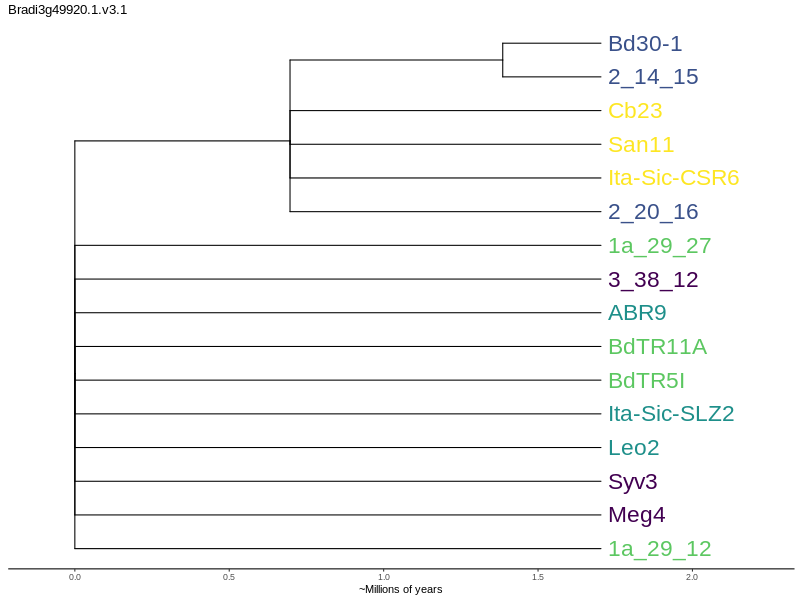 Bradi3g49920.1.v3.1
Bd30-1
2_14_15
Cb23
San11
Ita-Sic-CSR6
2_20_16
1a_29_27
3_38_12
ABR9
BdTR11A
BdTR5I
Ita-Sic-SLZ2
Leo2
Syv3
Meg4
1a_29_12
0.0 0.5 1.0 1.5 2.0
~Millions of years